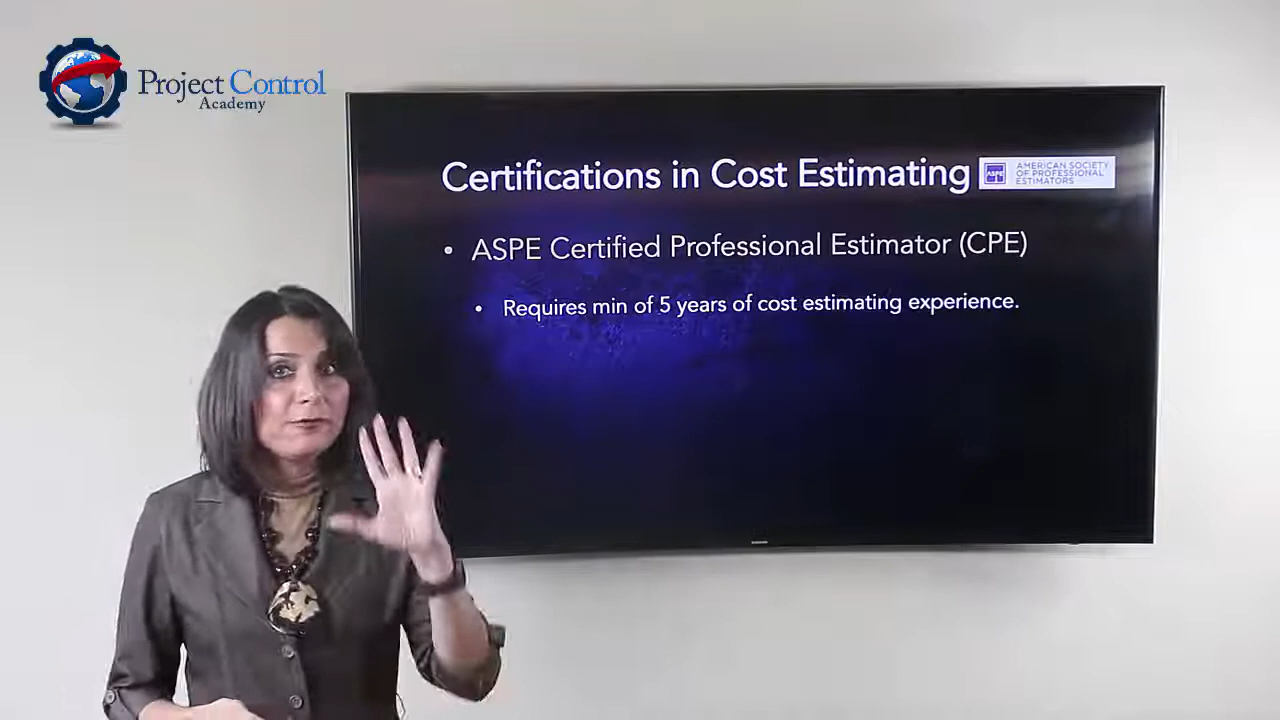 Project Control
Academy
Certifications in Cost Estimating
ASPE
AMERICAN SOCIETY
OF PROFESSIONAL
ESTIMATORS
• ASPE Certified Professional Estimator (CPE)
• Requires min of 5 years of cost estimating experience.